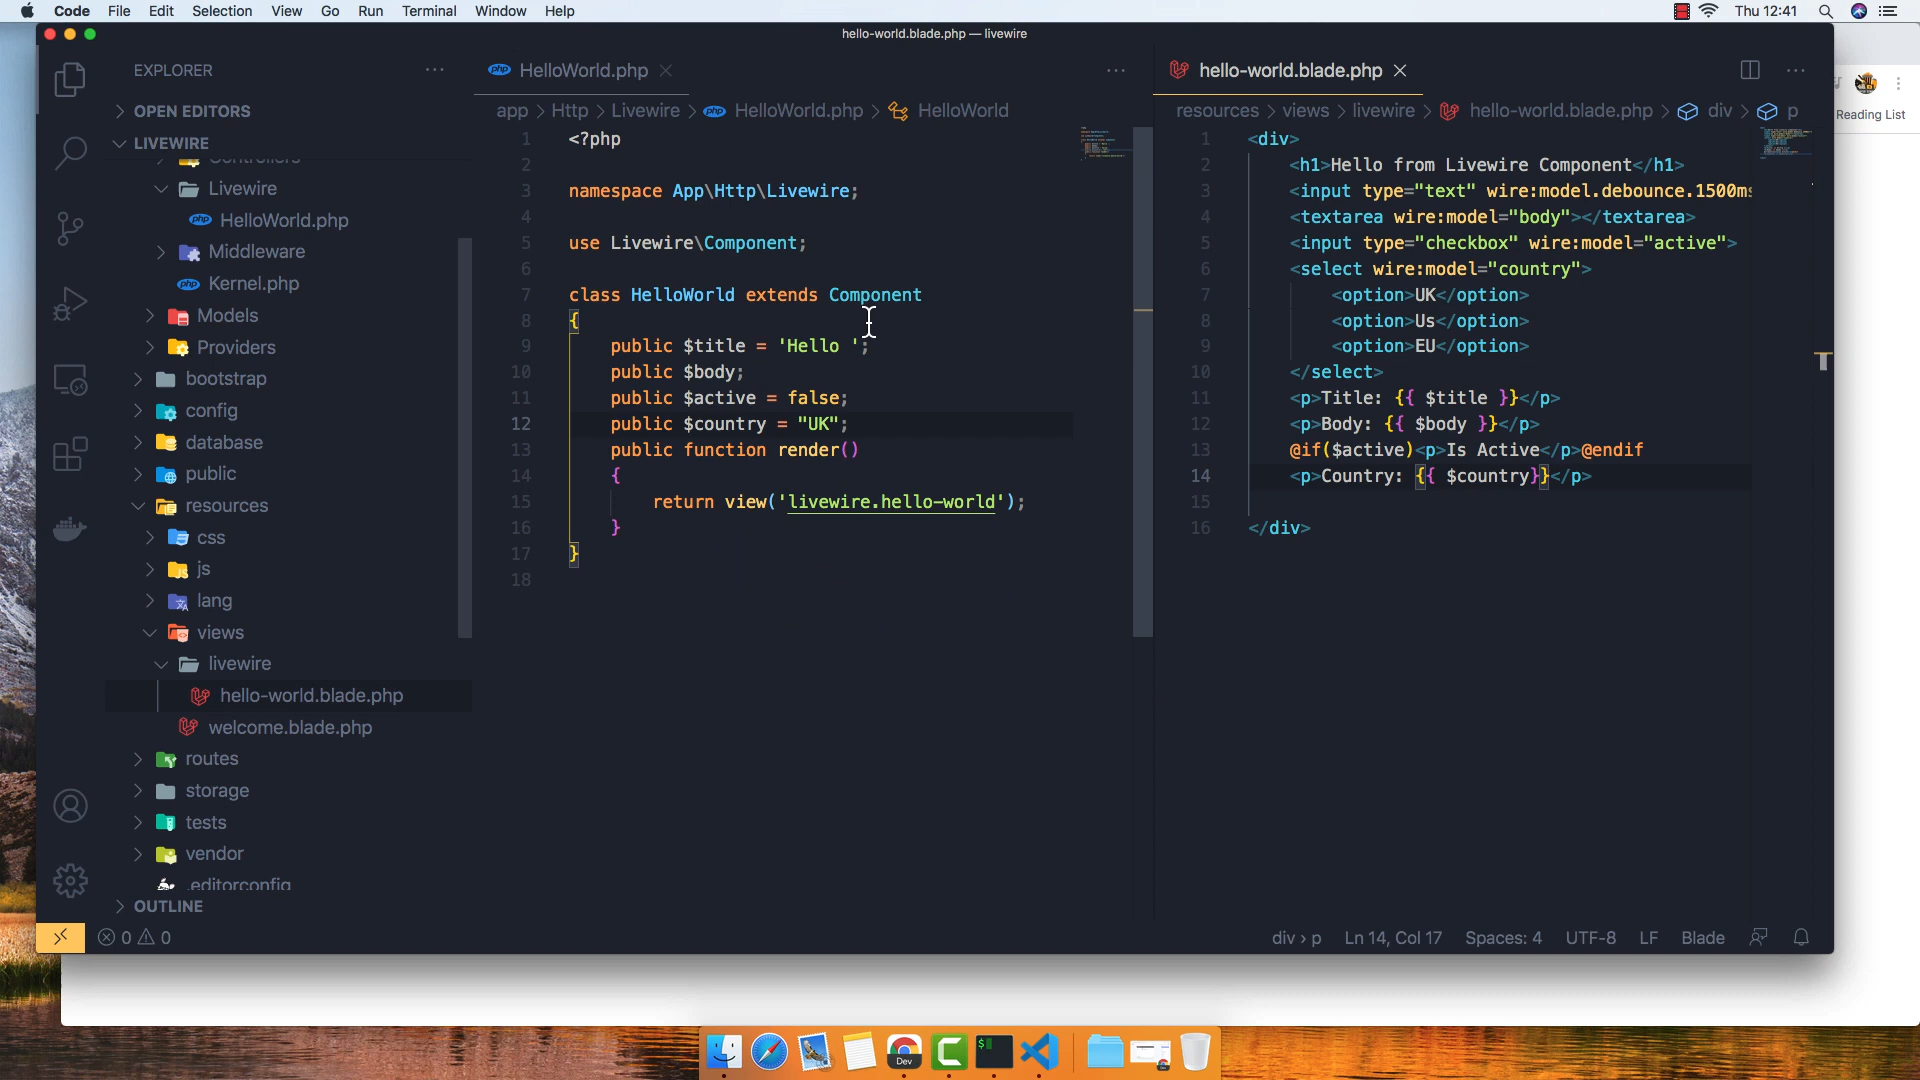 Code File Edit Selection View Go Run Terminal Window Help
Thu 12:41
hello-world.blade.php — livewire
Reading List
EXPLORER
OPEN EDITORS
LIVEWIRE
Controllers
Livewire
HelloWorld.php
Middleware
Kernel.php
Models
Providers
bootstrap
config
database
public
resources
css
js
lang
views
livewire
hello-world.blade.php
welcome.blade.php
routes
storage
tests
vendor
.editorconfig
OUTLINE
HelloWorld.php
app > Http > Livewire > HelloWorld.php > HelloWorld
1 <?php
2
3 namespace App\Http\Livewire;
4
5 use Livewire\Component;
6
7 class HelloWorld extends Component
8 {
9 public $title = 'Hello ';
10 public $body;
11 public $active = false;
12 public $country = "UK";
13 public function render()
14 {
15 return view('livewire.hello-world');
16 }
17 }
18
hello-world.blade.php
resources > views > livewire > hello-world.blade.php > div > p
1 <div>
2 <h1>Hello from Livewire Component</h1>
3 <input type="text" wire:model.debounce.1500ms
4 <textarea wire:model="body"></textarea>
5 <input type="checkbox" wire:model="active">
6 <select wire:model="country">
7 <option>UK</option>
8 <option>Us</option>
9 <option>EU</option>
10 </select>
11 <p>Title: {{ $title }}</p>
12 <p>Body: {{ $body }}</p>
13 @if($active)<p>Is Active</p>@endif
14 <p>Country: {{ $country}}</p>
15
16 </div>
0 0
div > p Ln 14, Col 17 Spaces: 4 UTF-8 LF Blade
Dev